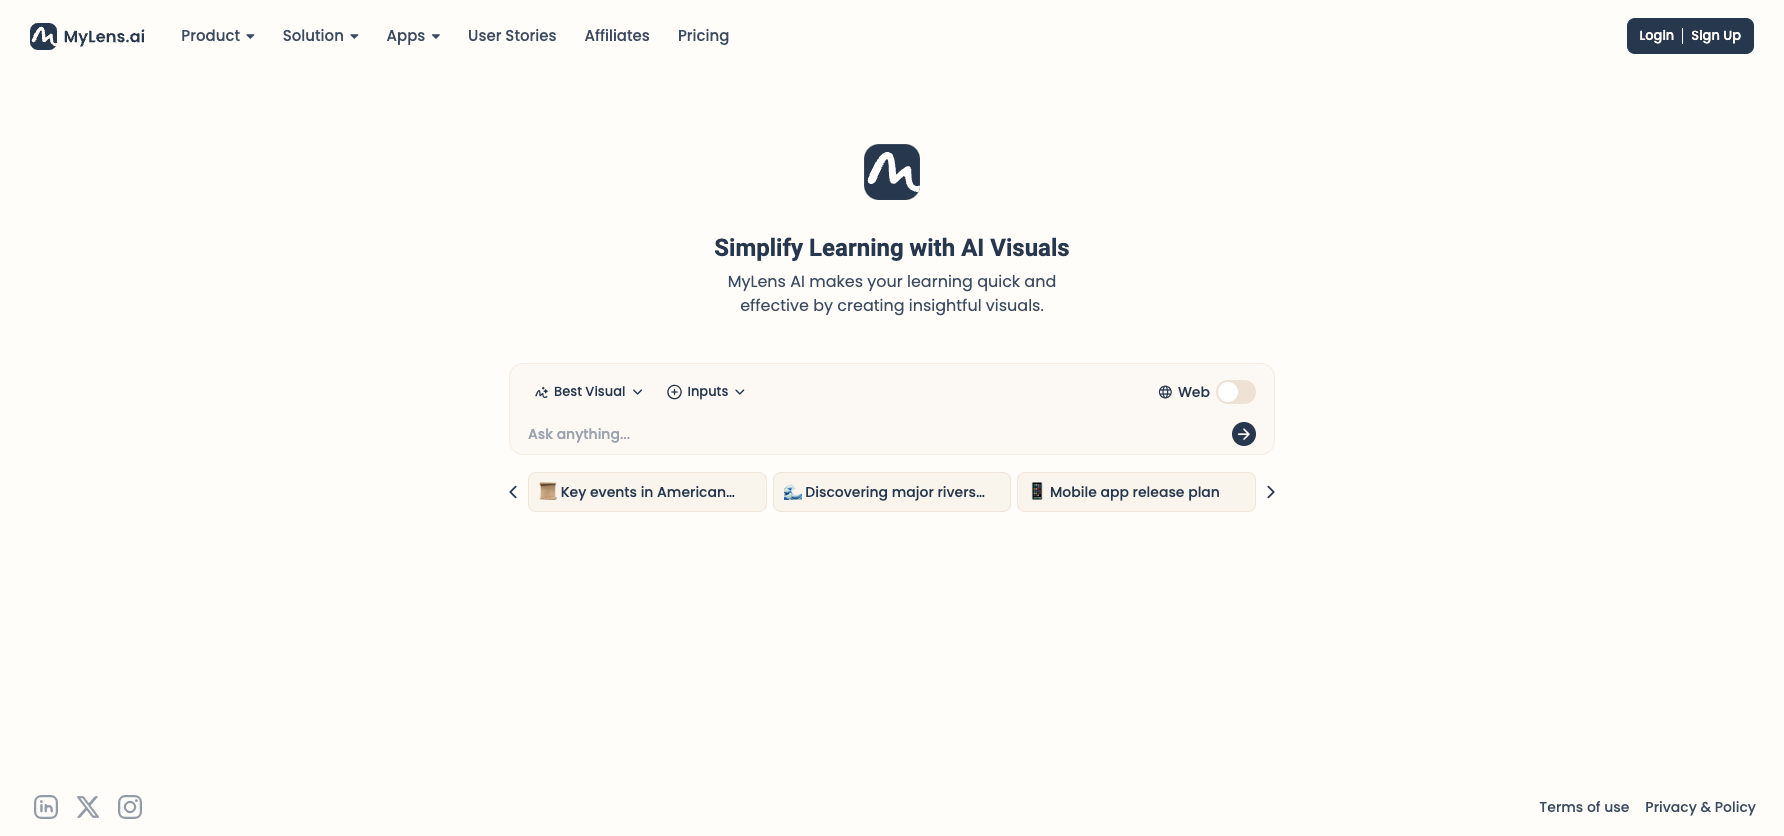 MyLens.ai
Product
Solution
Apps
User Stories
Affiliates
Pricing
Login
Sign Up
Simplify Learning with AI Visuals
MyLens AI makes your learning quick and
effective by creating insightful visuals.
Best Visual
Inputs
Web
Ask anything...
Key events in American...
Discovering major rivers...
Mobile app release plan
Terms of use
Privacy & Policy